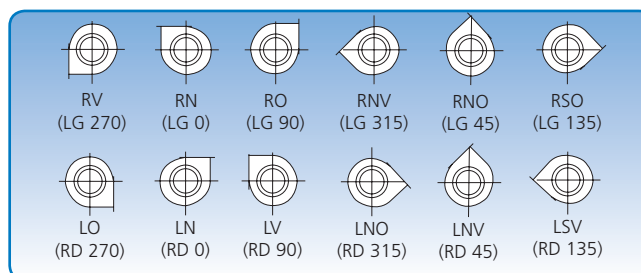 RV RN RO RNV RNO RSO
(LG 270) (LG 0) (LG 90) (LG 315) (LG 45) (LG 135)
LO LN LV LNO LNV LSV
(RD 270) (RD 0) (RD 90) (RD 315) (RD 45) (RD 135)